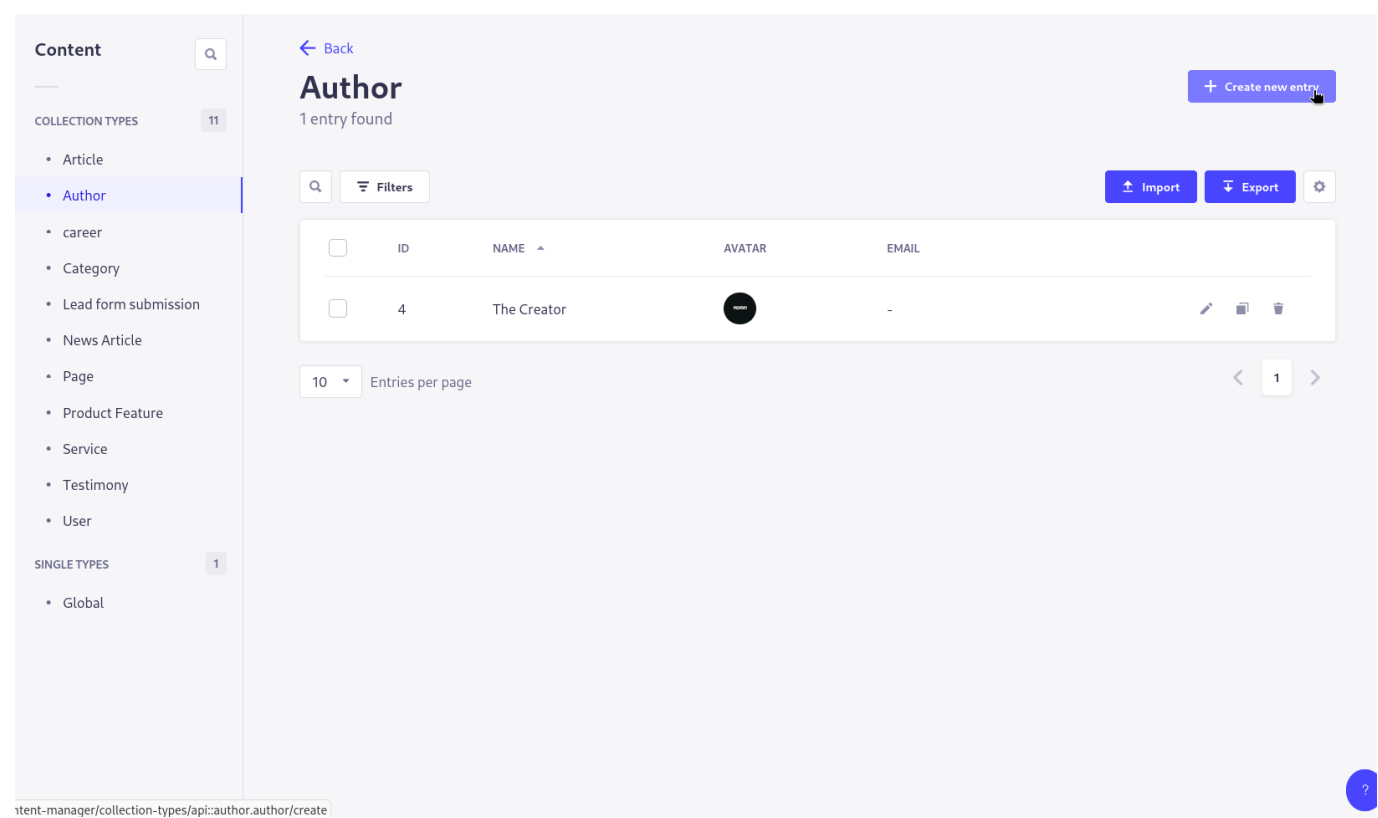 Content
Back
Author
Create new entry
1 entry found
COLLECTION TYPES 11
Article
Author
career
Category
Lead form submission
News Article
Page
Product Feature
Service
Testimony
User
SINGLE TYPES 1
Global
Filters
Import
Export
ID NAME AVATAR EMAIL
4 The Creator -
10 Entries per page
1
?
ntent-manager/collection-types/api::author.author/create